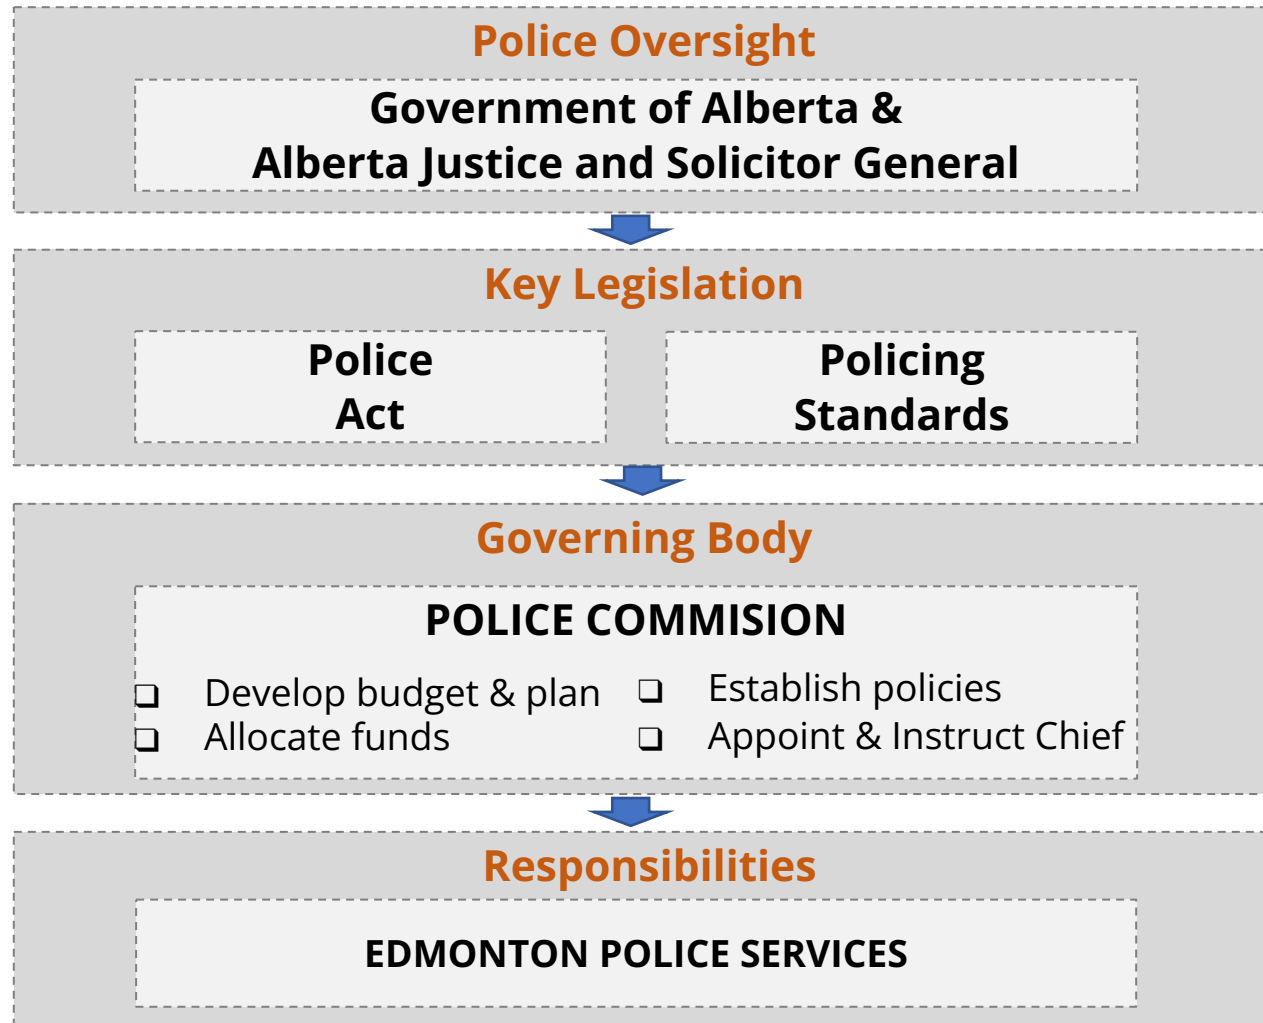 Police Oversight
Government of Alberta &
Alberta Justice and Solicitor General
Key Legislation
Police
Act
Policing
Standards
Governing Body
POLICE COMMISION
❑ Develop budget & plan
❑ Allocate funds
❑ Establish policies
❑ Appoint & Instruct Chief
Responsibilities
EDMONTON POLICE SERVICES